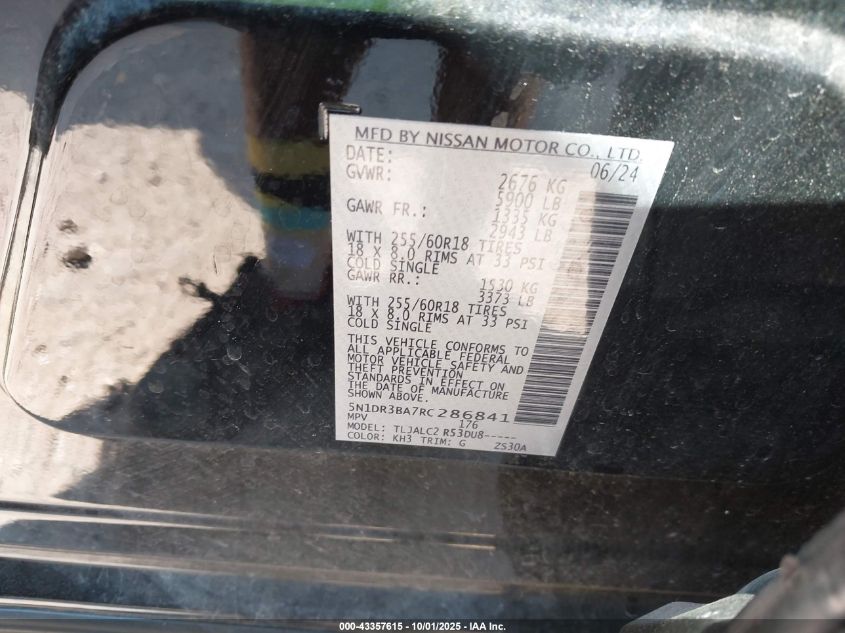 MFD BY NISSAN MOTOR CO., LTD.
DATE: 06/24
GVWR: 2676 KG
5900 LB
GAWR FR.: 1335 KG
2943 LB
WITH 255/60R18 TIRES
18 X 8.0 RIMS AT 33 PSI
COLD SINGLE
GAWR RR.: 1530 KG
3373 LB
WITH 255/60R18 TIRES
18 X 8.0 RIMS AT 33 PSI
COLD SINGLE
THIS VEHICLE CONFORMS TO
ALL APPLICABLE FEDERAL
MOTOR VEHICLE SAFETY AND
THEFT PREVENTION
STANDARDS IN EFFECT ON
THE DATE OF MANUFACTURE
SHOWN ABOVE.
5N1DR3BA7RC286841
MPV 176
MODEL: TLJALC2 R53DU8-----
COLOR: KH3 TRIM: G ZS30A
000-43357615 - 10/01/2025 - IAA Inc.